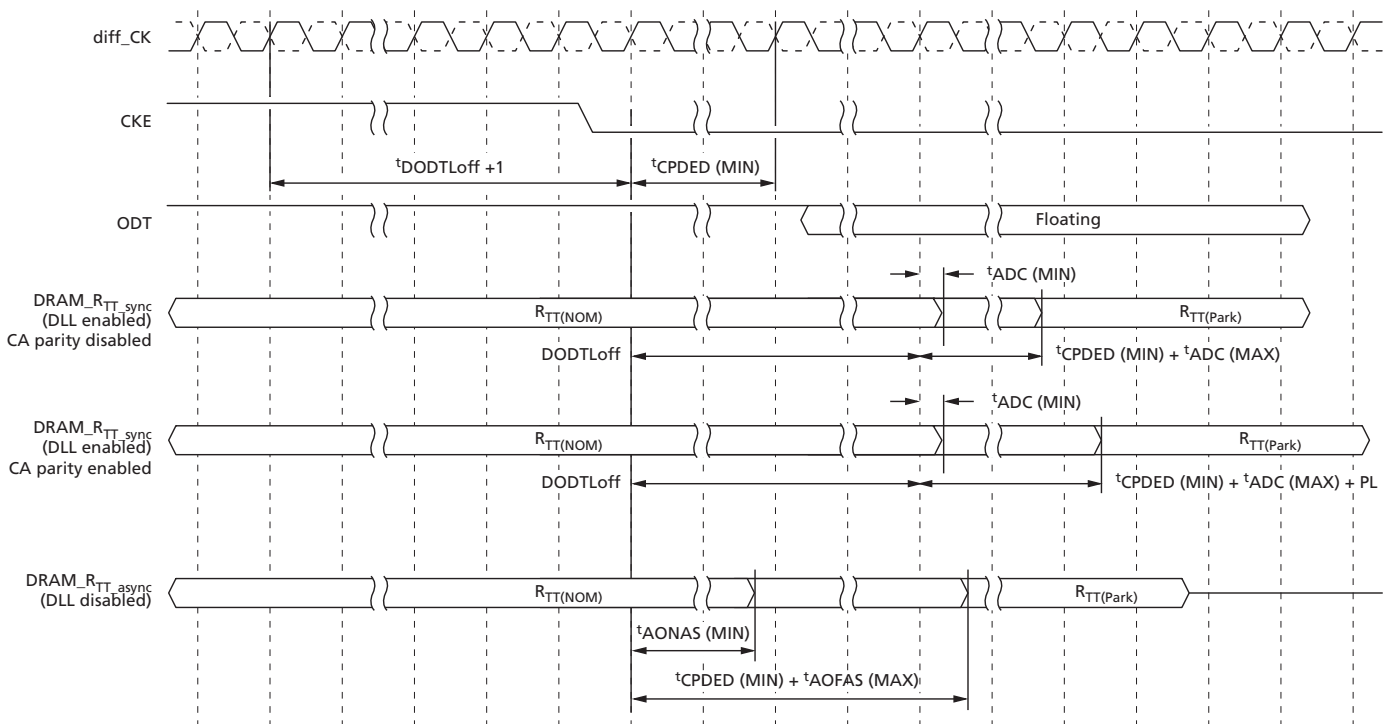 diff_CK
CKE
tDODTLoff +1
tCPDED (MIN)
ODT
Floating
tADC (MIN)
DRAM_RTT_sync
(DLL enabled)
CA parity disabled
RTT(NOM)
RTT(Park)
DODTLoff
tCPDED (MIN) + tADC (MAX)
tADC (MIN)
DRAM_RTT_sync
(DLL enabled)
CA parity enabled
RTT(NOM)
RTT(Park)
DODTLoff
tCPDED (MIN) + tADC (MAX) + PL
DRAM_RTT_async
(DLL disabled)
RTT(NOM)
RTT(Park)
tAONAS (MIN)
tCPDED (MIN) + tAOFAS (MAX)